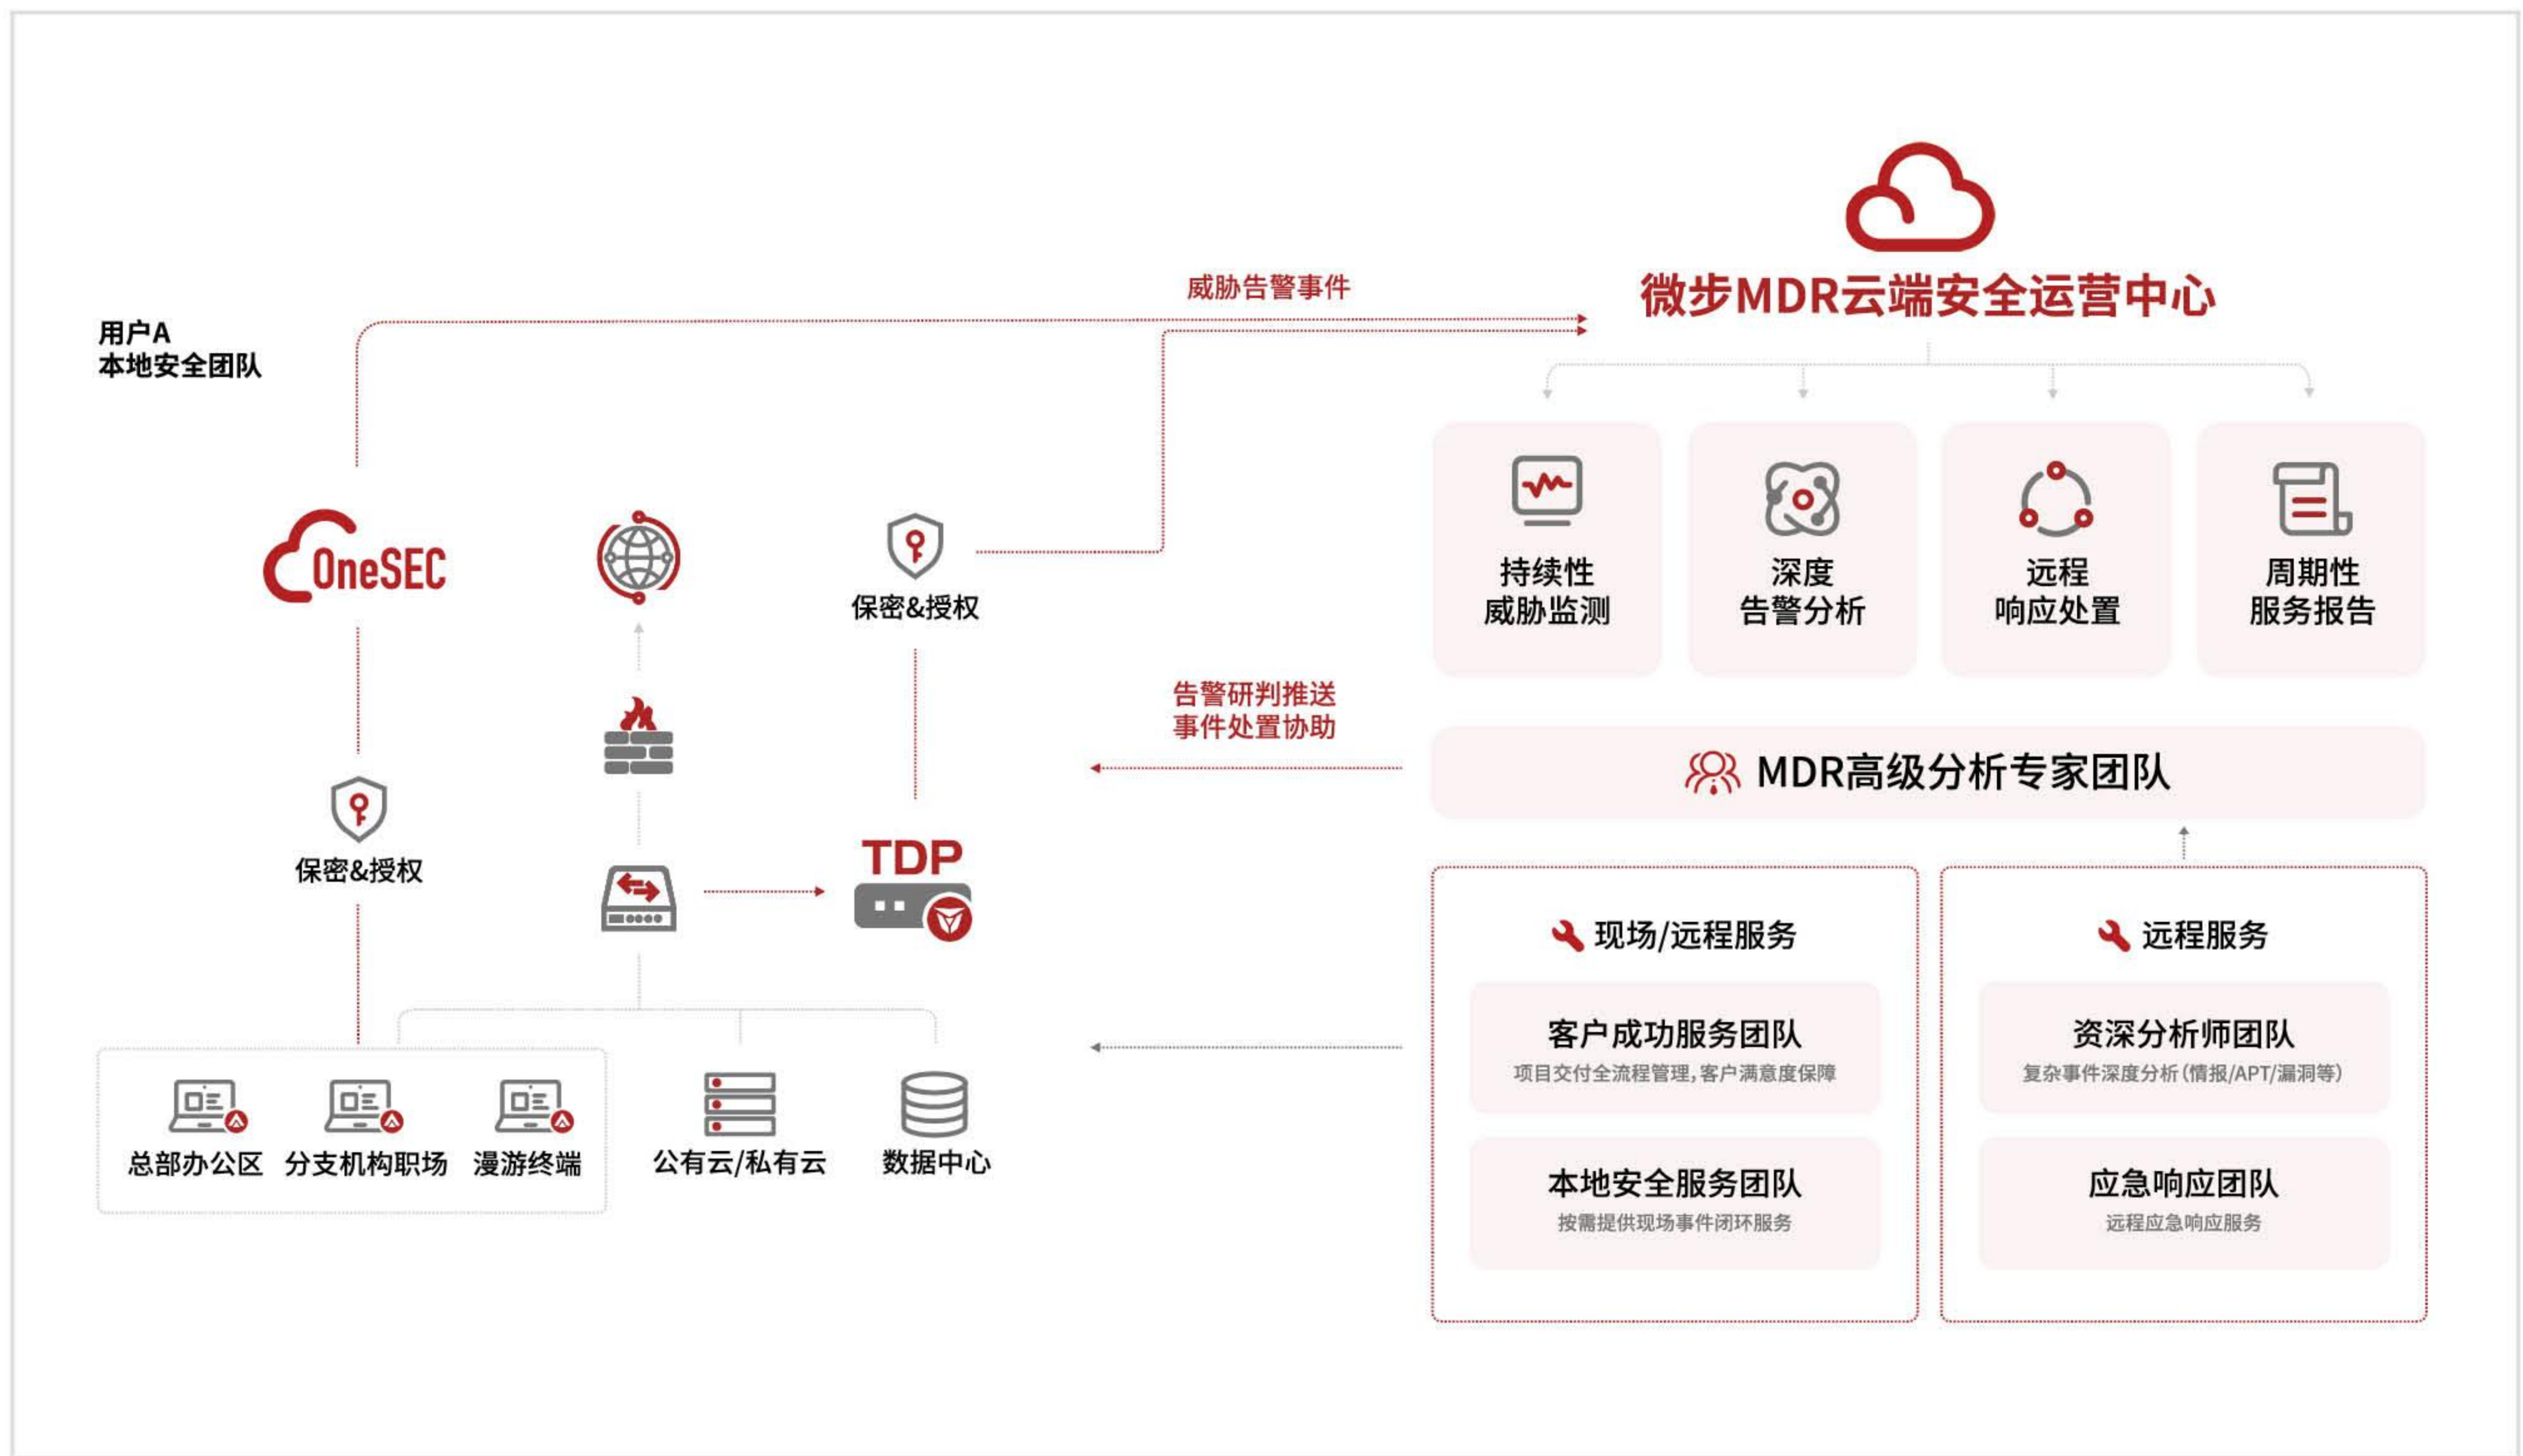 微步MDR云端安全运营中心
威胁告警事件
用户A
本地安全团队
OneSEC
保密&授权
持续性
威胁监测
深度
告警分析
远程
响应处置
周期性
服务报告
告警研判推送
事件处置协助
MDR高级分析专家团队
保密&授权
TDP
现场/远程服务
远程服务
客户成功服务团队
项目交付全流程管理,客户满意度保障
资深分析师团队
复杂事件深度分析(情报/APT/漏洞等)
总部办公区
分支机构职场
漫游终端
公有云/私有云
数据中心
本地安全服务团队
按需提供现场事件闭环服务
应急响应团队
远程应急响应服务